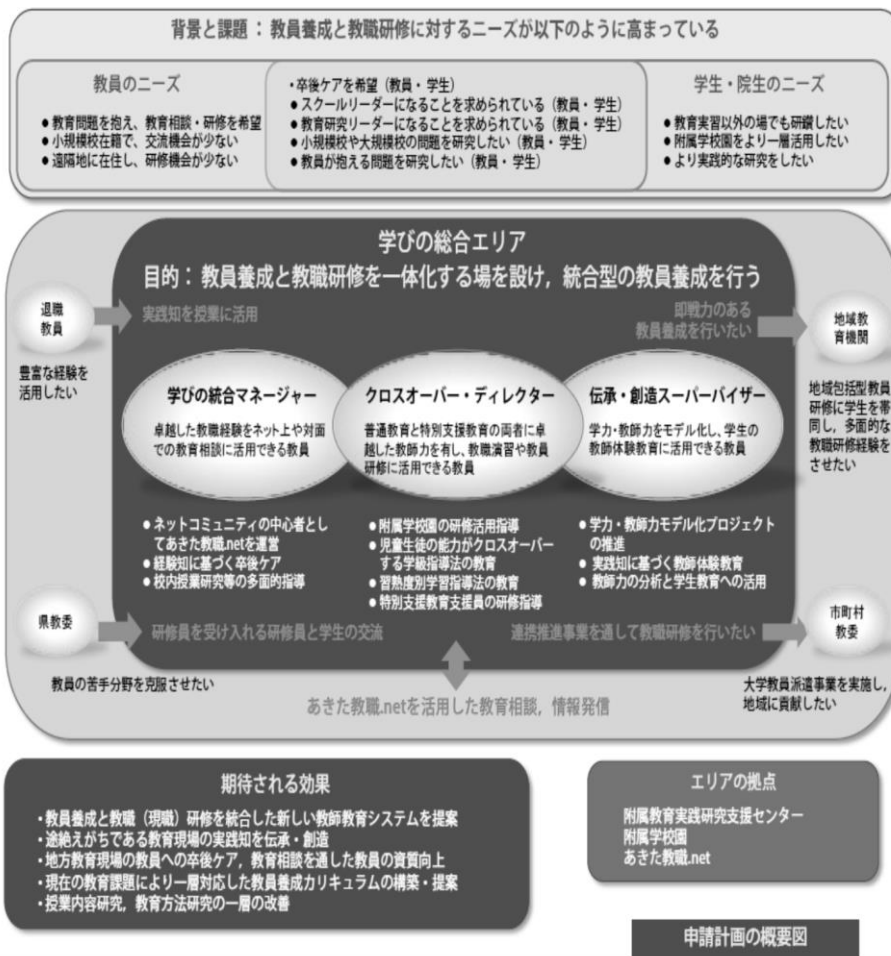 背景と課題 ： 教員養成と教職研修に対するニーズが以下のように高まっている
教員のニーズ
● 教育問題を抱え、教育相談・研修を希望
● 小規模校在籍で、交流機会が少ない
● 遠隔地に在住し、研修機会が少ない
・卒後ケアを希望（教員・学生）
● スクールリーダーになることを求められている（教員・学生）
● 教育研究リーダーになることを求められている（教員・学生）
● 小規模校や大規模校の問題を研究したい（教員・学生）
● 教員が抱える問題を研究したい（教員・学生）
学生・院生のニーズ
● 教育実習以外の場でも研鑽したい
● 附属学校園をより一層活用したい
● より実践的な研究をしたい
学びの総合エリア
目的： 教員養成と教職研修を一体化する場を設け，統合型の教員養成を行う
退職
教員
実践知を授業に活用
豊富な経験を
活用したい
即戦力のある
教員養成を行いたい
地域教
育機関
地域包括型教員
研修に学生を帯
同し，多面的な
教職研修経験を
させたい
学びの統合マネージャー
卓越した教職経験をネット上や対面
での教育相談に活用できる教員
クロスオーバー・ディレクター
普通教育と特別支援教育の両者に卓
越した教師力を有し、教職演習や教員
研修に活用できる教員
伝承・創造スーパーバイザー
学力・教師力をモデル化し、学生の
教師体験教育に活用できる教員
● ネットコミュニティの中心者とし
てあきた教職.netを運営
● 経験知に基づく卒後ケア
● 校内授業研究等の多面的指導
● 附属学校園の研修活用指導
● 児童生徒の能力がクロスオーバー
する学級指導法の教育
● 習熟度別学習指導法の教育
● 特別支援教育支援員の研修指導
● 学力・教師力モデル化プロジェクト
の推進
● 実践知に基づく教師体験教育
● 教師力の分析と学生教育への活用
県教委
研修員を受け入れる研修員と学生の交流
教員の苦手分野を克服させたい
連携推進事業を通して教職研修を行いたい
市町村
教委
大学教員派遣事業を実施し，
地域に貢献したい
あきた教職.netを活用した教育相談，情報発信
期待される効果
・教員養成と教職（現職）研修を統合した新しい教師教育システムを提案
・途絶えがちである教育現場の実践知を伝承・創造
・地方教育現場の教員への卒後ケア，教育相談を通した教員の資質向上
・現在の教育課題により一層対応した教員養成カリキュラムの構築・提案
・授業内容研究，教育方法研究の一層の改善
エリアの拠点
附属教育実践研究支援センター
附属学校園
あきた教職.net
申請計画の概要図